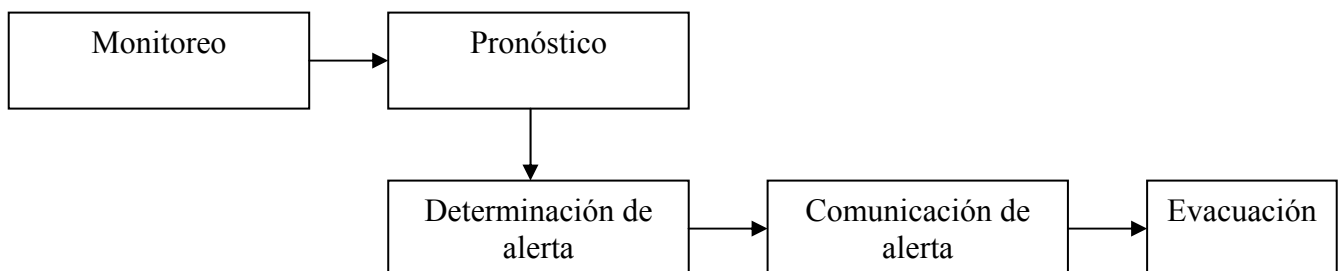 Monitoreo
Pronóstico
Determinación de
alerta
Comunicación de
alerta
Evacuación